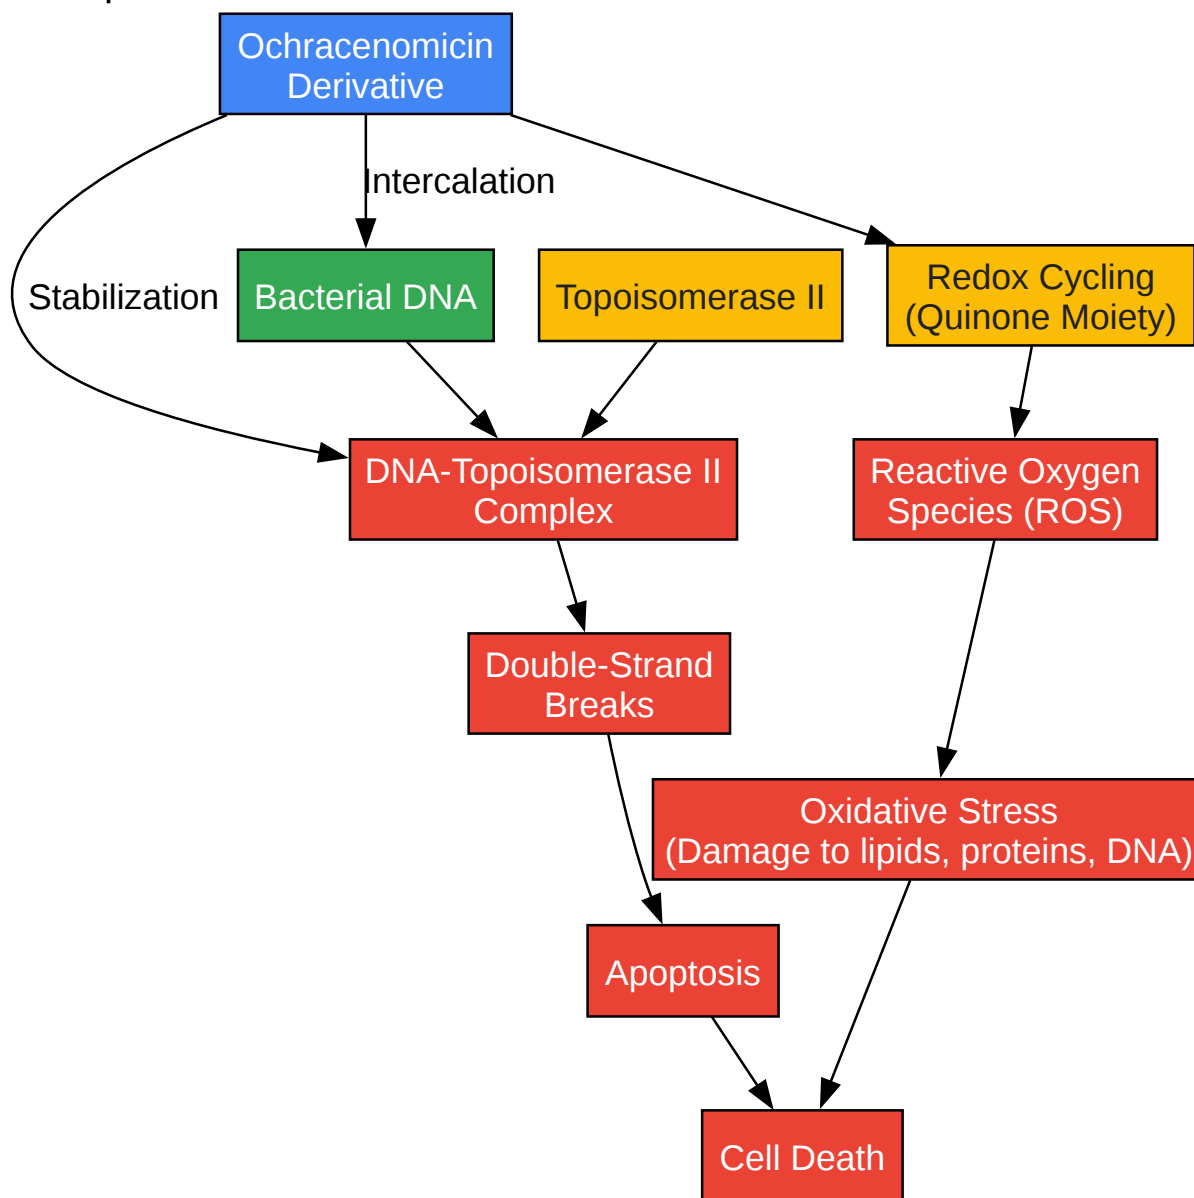 Ochracenomicin
Derivative
Intercalation
Stabilization
Bacterial DNA
Topoisomerase II
Redox Cycling
(Quinone Moiety)
DNA-Topoisomerase II
Complex
Reactive Oxygen
Species (ROS)
Double-Strand
Breaks
Oxidative Stress
(Damage to lipids, proteins, DNA)
Apoptosis
Cell Death